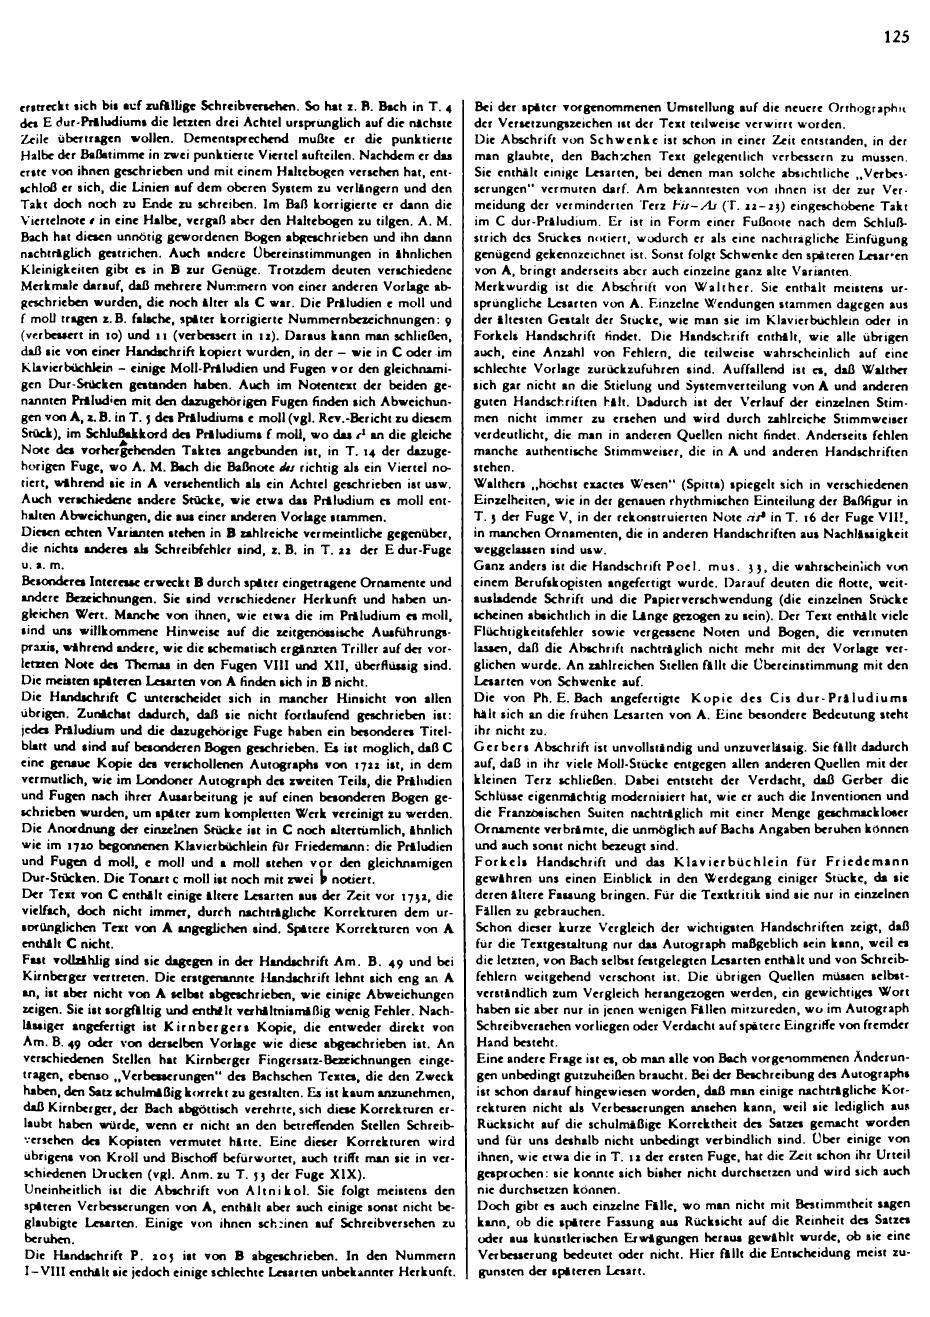 125
erstreckt sich bis auf zufällige Schreibversehen. So hat z. B. Bach in T. 4
des E dur-Präludiums die letzten drei Achtel ursprünglich auf die nächste
Zeile übertragen wollen. Dementsprechend mußte er die punktierte
Halbe der Baßstimme in zwei punktierte Viertel aufteilen. Nachdem er das
erste von ihnen geschrieben und mit einem Haltebogen versehen hat, ent-
schloß er sich, die Linien auf dem oberen System zu verlängern und den
Takt doch noch zu Ende zu schreiben. Im Baß korrigierte er dann die
Viertelnote e in eine Halbe, vergaß aber den Haltebogen zu tilgen. A. M.
Bach hat diesen unnötig gewordenen Bogen abgeschrieben und ihn dann
nachträglich gestrichen. Auch andere Übereinstimmungen in ähnlichen
Kleinigkeiten gibt es in B zur Genüge. Trotzdem deuten verschiedene
Merkmale darauf, daß mehrere Nummern von einer anderen Vorlage ab-
geschrieben wurden, die noch älter als C war. Die Präludien e moll und
f moll tragen z. B. falsche, später korrigierte Nummernbezeichnungen: 9
(verbessert in 10) und 11 (verbessert in 12). Daraus kann man schließen,
daß sie von einer Handschrift kopiert wurden, in der – wie in C oder im
Klavierbüchlein – einige Moll-Präludien und Fugen vor den gleichnami-
gen Dur-Stücken gestanden haben. Auch im Notentext der beiden ge-
nannten Präludien mit den dazugehörigen Fugen finden sich Abweichun-
gen von A, z. B. in T. 5 des Präludiums e moll (vgl. Rev.-Bericht zu diesem
Stück), im Schlußakkord des Präludiums f moll, wo das c¹ an die gleiche
Note des vorhergehenden Taktes angebunden ist, in T. 14 der dazuge-
hörigen Fuge, wo A. M. Bach die Baßnote des richtig als ein Viertel no-
tiert, während sie in A versehentlich als ein Achtel geschrieben ist usw.
Auch verschiedene andere Stücke, wie etwa das Präludium es moll ent-
halten Abweichungen, die aus einer anderen Vorlage stammen.
Diesen echten Varianten stehen in B zahlreiche vermeintliche gegenüber,
die nichts anderes als Schreibfehler sind, z. B. in T. 22 der E dur-Fuge
u. a. m.
Besonderes Interesse erweckt B durch später eingetragene Ornamente und
andere Bezeichnungen. Sie sind verschiedener Herkunft und haben un-
gleichen Wert. Manche von ihnen, wie etwa die im Präludium es moll,
sind uns willkommene Hinweise auf die zeitgenössische Ausführungs-
praxis, während andere, wie die schematisch ergänzten Triller auf der vor-
letzten Note des Themas in den Fugen VIII und XII, überflüssig sind.
Die meisten späteren Lesarten von A finden sich in B nicht.
Die Handschrift C unterscheidet sich in mancher Hinsicht von allen
übrigen. Zunächst dadurch, daß sie nicht fortlaufend geschrieben ist:
jedes Präludium und die dazugehörige Fuge haben ein besonderes Titel-
blatt und sind auf besonderen Bogen geschrieben. Es ist möglich, daß C
eine genaue Kopie des verschollenen Autographs von 1722 ist, in dem
vermutlich, wie im Londoner Autograph des zweiten Teils, die Präludien
und Fugen nach ihrer Ausarbeitung je auf einen besonderen Bogen ge-
schrieben wurden, um später zum kompletten Werk vereinigt zu werden.
Die Anordnung der einzelnen Stücke ist in C noch altertümlich, ähnlich
wie im 1720 begonnenen Klavierbüchlein für Friedemann: die Präludien
und Fugen d moll, e moll und a moll stehen vor den gleichnamigen
Dur-Stücken. Die Tonart c moll ist noch mit zwei ♭ notiert.
Der Text von C enthält einige ältere Lesarten aus der Zeit vor 1732, die
vielfach, doch nicht immer, durch nachträgliche Korrekturen dem ur-
sprünglichen Text von A angeglichen sind. Spätere Korrekturen von A
enthält C nicht.
Fast vollzählig sind sie dagegen in der Handschrift Am. B. 49 und bei
Kirnberger vertreten. Die erstgenannte Handschrift lehnt sich eng an A
an, ist aber nicht von A selbst abgeschrieben, wie einige Abweichungen
zeigen. Sie ist sorgfältig und enthält verhältnismäßig wenig Fehler. Nach-
lässiger angefertigt ist Kirnbergers Kopie, die entweder direkt von
Am. B. 49 oder von derselben Vorlage wie diese abgeschrieben ist. An
verschiedenen Stellen hat Kirnberger Fingersatz-Bezeichnungen einge-
tragen, ebenso „Verbesserungen" des Bachschen Textes, die den Zweck
haben, den Satz schulmäßig korrekt zu gestalten. Es ist kaum anzunehmen,
daß Kirnberger, der Bach abgöttisch verehrte, sich diese Korrekturen er-
laubt haben würde, wenn er nicht an den betreffenden Stellen Schreib-
versehen des Kopisten vermutet hätte. Eine dieser Korrekturen wird
übrigens von Kroll und Bischoff befürwortet, auch trifft man sie in ver-
schiedenen Drucken (vgl. Anm. zu T. 53 der Fuge XIX).
Uneinheitlich ist die Abschrift von Altnikol. Sie folgt meistens den
späteren Verbesserungen von A, enthält aber auch einige sonst nicht be-
glaubigte Lesarten. Einige von ihnen scheinen auf Schreibversehen zu
beruhen.
Die Handschrift P. 203 ist von B abgeschrieben. In den Nummern
I–VIII enthält sie jedoch einige schlechte Lesarten unbekannter Herkunft.
Bei der später vorgenommenen Umstellung auf die neuere Orthographie
der Versetzungszeichen ist der Text teilweise verwirrt worden.
Die Abschrift von Schwenke ist schon in einer Zeit entstanden, in der
man glaubte, den Bachschen Text gelegentlich verbessern zu müssen.
Sie enthält einige Lesarten, bei denen man solche absichtliche „Verbes-
serungen" vermuten darf. Am bekanntesten von ihnen ist der zur Ver-
meidung der verminderten Terz Fis–As (T. 22–23) eingeschobene Takt
im C dur-Präludium. Er ist in Form einer Fußnote nach dem Schluß-
strich des Stückes notiert, wodurch er als eine nachträgliche Einfügung
genügend gekennzeichnet ist. Sonst folgt Schwenke den späteren Lesarten
von A, bringt anderseits aber auch einzelne ganz alte Varianten.
Merkwürdig ist die Abschrift von Walther. Sie enthält meistens ur-
sprüngliche Lesarten von A. Einzelne Wendungen stammen dagegen aus
der ältesten Gestalt der Stücke, wie man sie im Klavierbüchlein oder in
Forkels Handschrift findet. Die Handschrift enthält, wie alle übrigen
auch, eine Anzahl von Fehlern, die teilweise wahrscheinlich auf eine
schlechte Vorlage zurückzuführen sind. Auffallend ist es, daß Walther
sich gar nicht an die Stielung und Systemverteilung von A und anderen
guten Handschriften hält. Dadurch ist der Verlauf der einzelnen Stim-
men nicht immer zu ersehen und wird durch zahlreiche Stimmweiser
verdeutlicht, die man in anderen Quellen nicht findet. Anderseits fehlen
manche authentische Stimmweiser, die in A und anderen Handschriften
stehen.
Walthers „höchst exactes Wesen" (Spitta) spiegelt sich in verschiedenen
Einzelheiten, wie in der genauen rhythmischen Einteilung der Baßfigur in
T. 3 der Fuge V, in der rekonstruierten Note cis² in T. 16 der Fuge VIII,
in manchen Ornamenten, die in anderen Handschriften aus Nachlässigkeit
weggelassen sind usw.
Ganz anders ist die Handschrift Poel. mus. 33, die wahrscheinlich von
einem Berufskopisten angefertigt wurde. Darauf deuten die flotte, weit-
ausladende Schrift und die Papierverschwendung (die einzelnen Stücke
scheinen absichtlich in die Länge gezogen zu sein). Der Text enthält viele
Flüchtigkeitsfehler sowie vergessene Noten und Bogen, die vermuten
lassen, daß die Abschrift nachträglich nicht mehr mit der Vorlage ver-
glichen wurde. An zahlreichen Stellen fällt die Übereinstimmung mit den
Lesarten von Schwenke auf.
Die von Ph. E. Bach angefertigte Kopie des Cis dur-Präludiums
hält sich an die frühen Lesarten von A. Eine besondere Bedeutung steht
ihr nicht zu.
Gerbers Abschrift ist unvollständig und unzuverlässig. Sie fällt dadurch
auf, daß in ihr viele Moll-Stücke entgegen allen anderen Quellen mit der
kleinen Terz schließen. Dabei entsteht der Verdacht, daß Gerber die
Schlüsse eigenmächtig modernisiert hat, wie er auch die Inventionen und
die Französischen Suiten nachträglich mit einer Menge geschmackloser
Ornamente verbrämte, die unmöglich auf Bachs Angaben beruhen können
und auch sonst nicht bezeugt sind.
Forkels Handschrift und das Klavierbüchlein für Friedemann
gewähren uns einen Einblick in den Werdegang einiger Stücke, da sie
deren ältere Fassung bringen. Für die Textkritik sind sie nur in einzelnen
Fällen zu gebrauchen.
Schon dieser kurze Vergleich der wichtigsten Handschriften zeigt, daß
für die Textgestaltung nur das Autograph maßgeblich sein kann, weil es
die letzten, von Bach selbst festgelegten Lesarten enthält und von Schreib-
fehlern weitgehend verschont ist. Die übrigen Quellen müssen selbst-
verständlich zum Vergleich herangezogen werden, ein gewichtiges Wort
haben sie aber nur in jenen wenigen Fällen mitzureden, wo im Autograph
Schreibversehen vorliegen oder Verdacht auf spätere Eingriffe von fremder
Hand besteht.
Eine andere Frage ist es, ob man alle von Bach vorgenommenen Änderun-
gen unbedingt gutzuheißen braucht. Bei der Beschreibung des Autographs
ist schon darauf hingewiesen worden, daß man einige nachträgliche Kor-
rekturen nicht als Verbesserungen ansehen kann, weil sie lediglich aus
Rücksicht auf die schulmäßige Korrektheit des Satzes gemacht worden
und für uns deshalb nicht unbedingt verbindlich sind. Über einige von
ihnen, wie etwa die in T. 12 der ersten Fuge, hat die Zeit schon ihr Urteil
gesprochen: sie konnte sich bisher nicht durchsetzen und wird sich auch
nie durchsetzen können.
Doch gibt es auch einzelne Fälle, wo man nicht mit Bestimmtheit sagen
kann, ob die spätere Fassung aus Rücksicht auf die Reinheit des Satzes
oder aus künstlerischen Erwägungen heraus gewählt wurde, ob sie eine
Verbesserung bedeutet oder nicht. Hier fällt die Entscheidung meist zu-
gunsten der späteren Lesart.